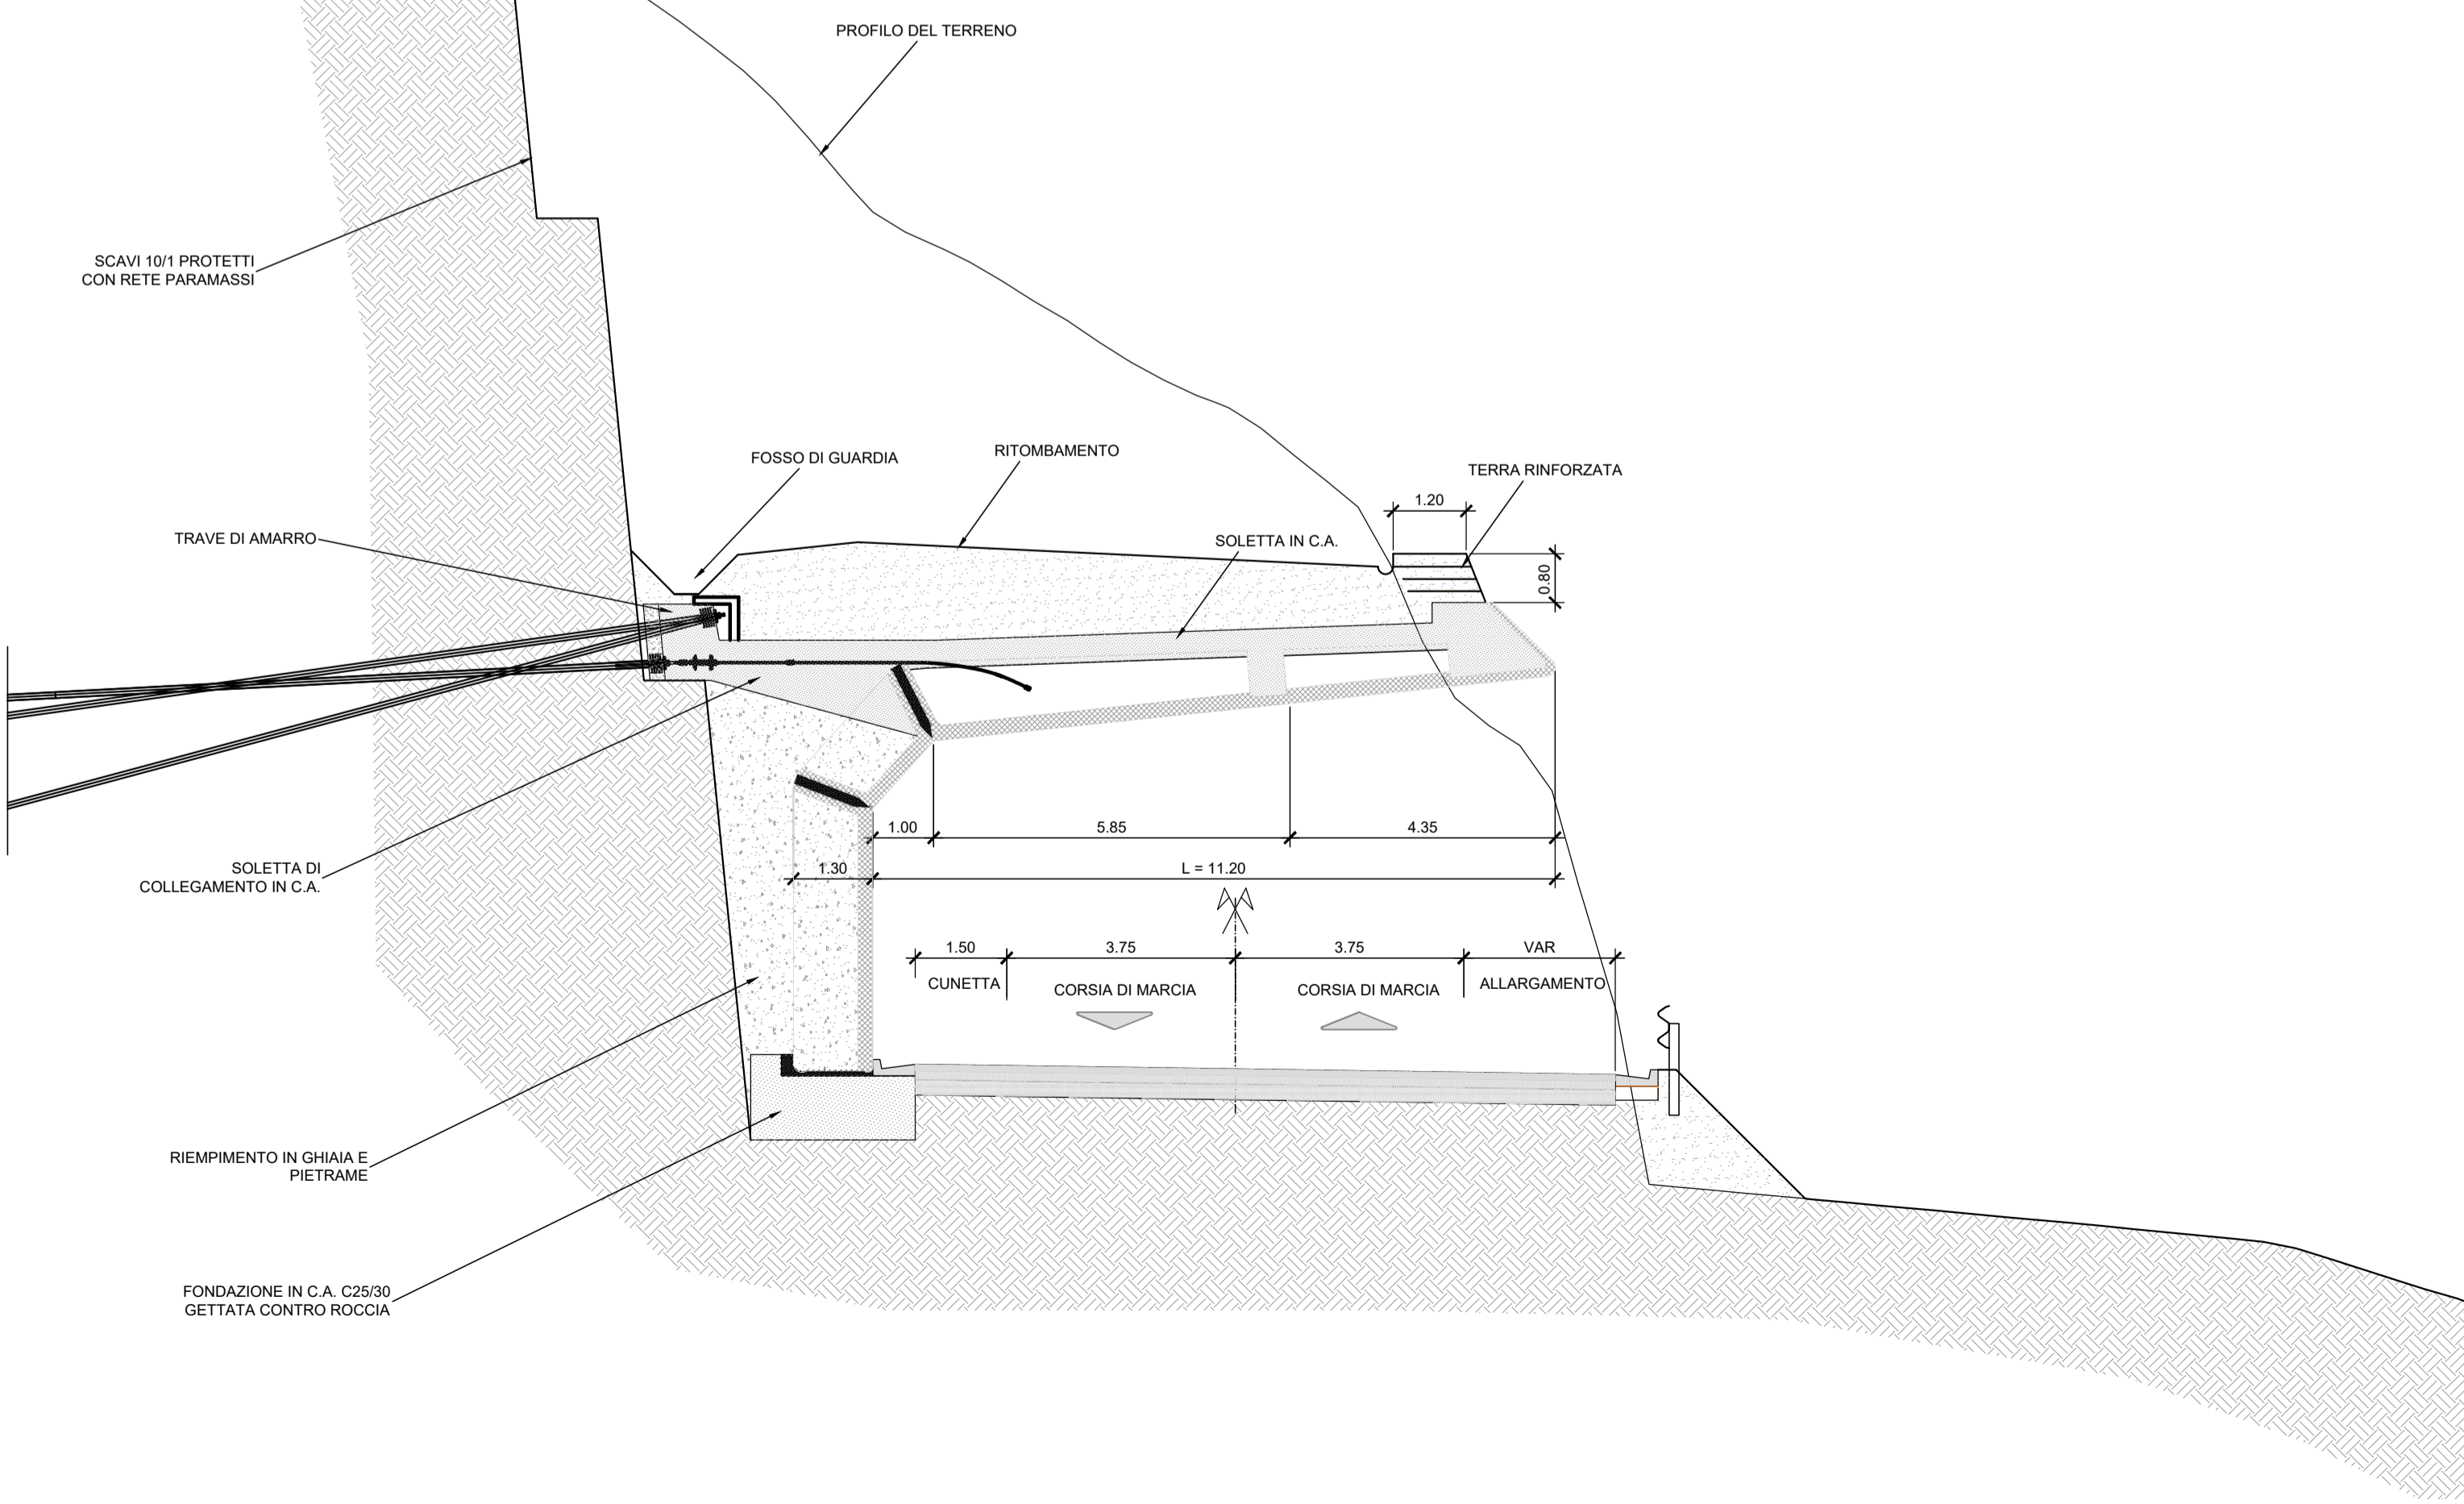 PROFILO DEL TERRENO
SCAVI 10/1 PROTETTI
CON RETE PARAMASSI
FOSSO DI GUARDIA
RITOMBAMENTO
TERRA RINFORZATA
1.20
TRAVE DI AMARRO
SOLETTA IN C.A.
0.80
1.00
5.85
4.35
SOLETTA DI
COLLEGAMENTO IN C.A.
1.30
L = 11.20
1.50
3.75
3.75
VAR
CUNETTA
CORSIA DI MARCIA
CORSIA DI MARCIA
ALLARGAMENTO
RIEMPIMENTO IN GHIAIA E
PIETRAME
FONDAZIONE IN C.A. C25/30
GETTATA CONTRO ROCCIA